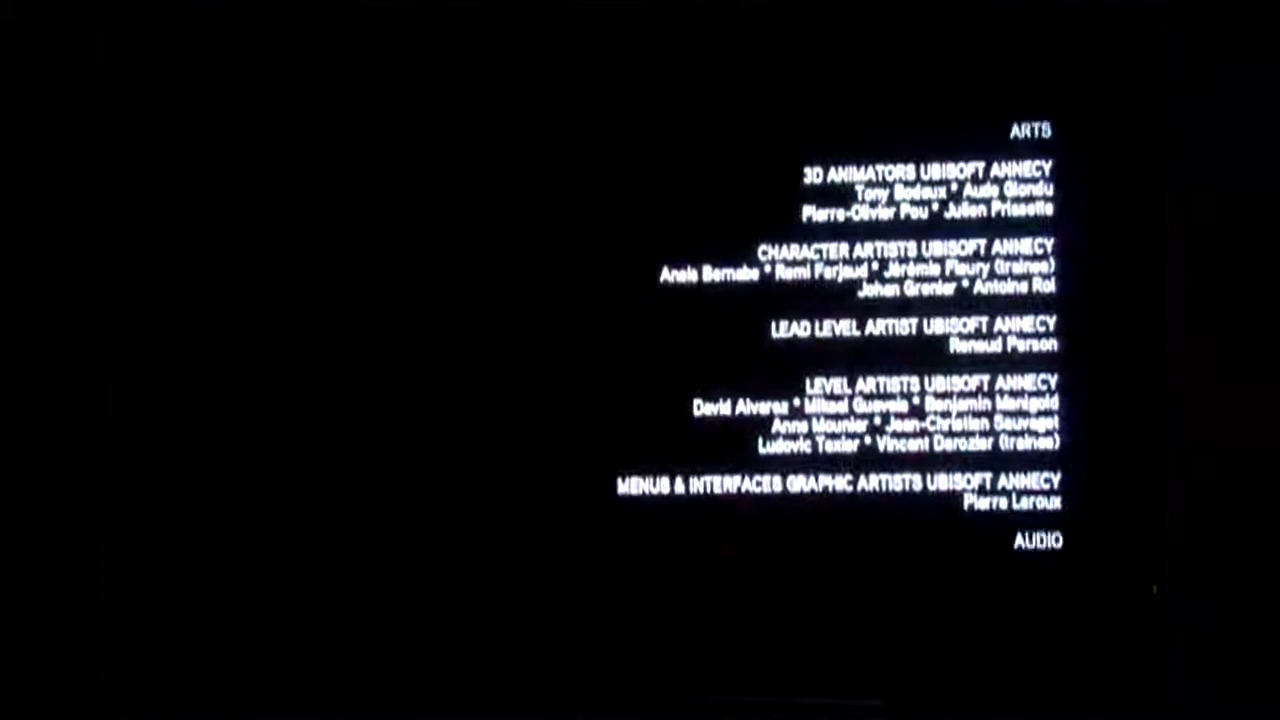 ARTS
3D ANIMATORS UBISOFT ANNECY
Tony Bodeux * Aude Glondu
Pierre-Olivier Pou * Julien Prissette
CHARACTER ARTISTS UBISOFT ANNECY
Anais Bernabe * Remi Farjaud * Jérémie Fleury (trainee)
Johan Grenier * Antoine Rol
LEAD LEVEL ARTIST UBISOFT ANNECY
Renaud Person
LEVEL ARTISTS UBISOFT ANNECY
David Alvarez * Mikael * Benjamin Manigold
Anne Mounier * Jean-Christian Sauvaget
Ludovic Texier * Vincent Derozier (trainee)
MENUS & INTERFACES GRAPHIC ARTISTS UBISOFT ANNECY
Pierre Leroux
AUDIO